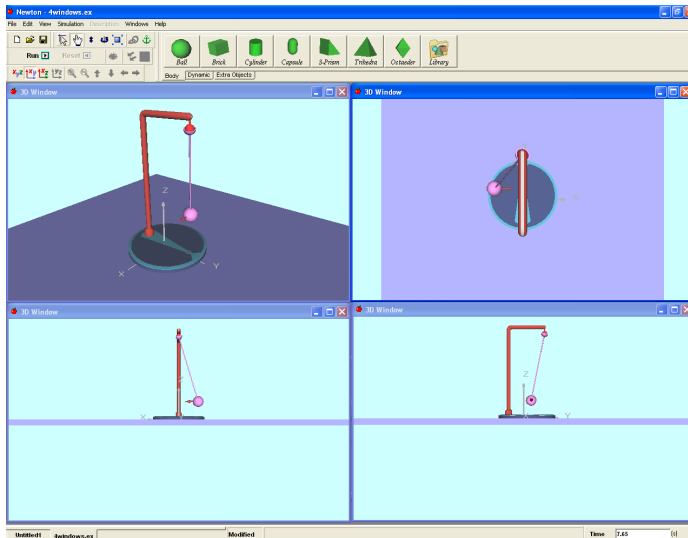 Newton - 4windows.ex
File Edit View Simulation Description Windows Help
Run Reset
Ball Brick Cylinder Capsule S-Prism Trihedra Octaeder Library
Body Dynamic Extra Objects
3D Window
3D Window
Z
X Y
3D Window
3D Window
X
Z
Y
Untitled1 4windows.ex Modified Time 7.65 [s]